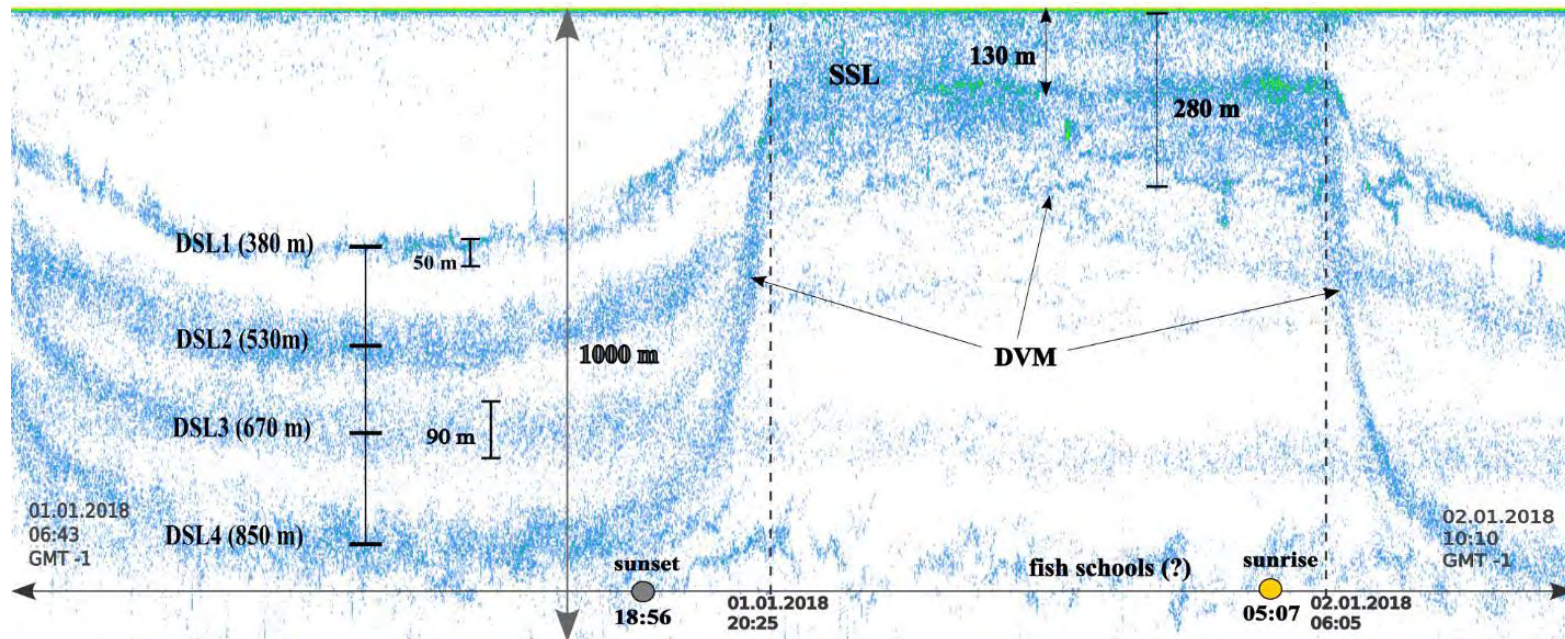 130 m
SSL
280 m
DSL1 (380 m)
50 m
DSL2 (530m)
1000 m
DVM
DSL3 (670 m)
90 m
01.01.2018
06:43
GMT -1
DSL4 (850 m)
02.01.2018
10:10
GMT -1
sunset
18:56
fish schools (?)
sunrise
05:07
01.01.2018
20:25
02.01.2018
06:05